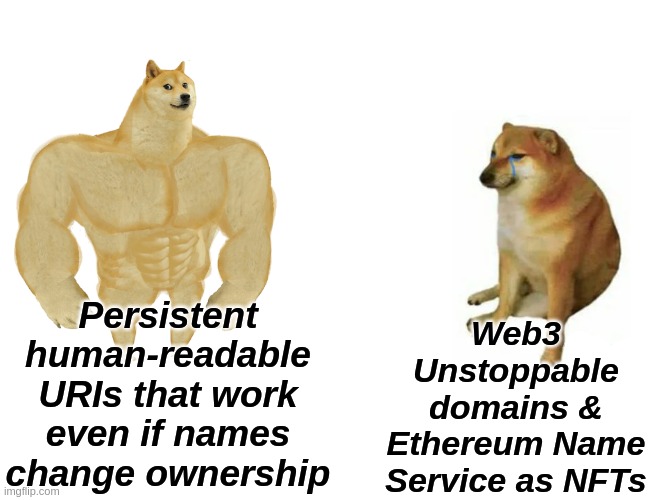 Persistent
human-readable
URIs that work
even if names
change ownership
Web3
Unstoppable
domains &
Ethereum Name
Service as NFTs
imgflip.com